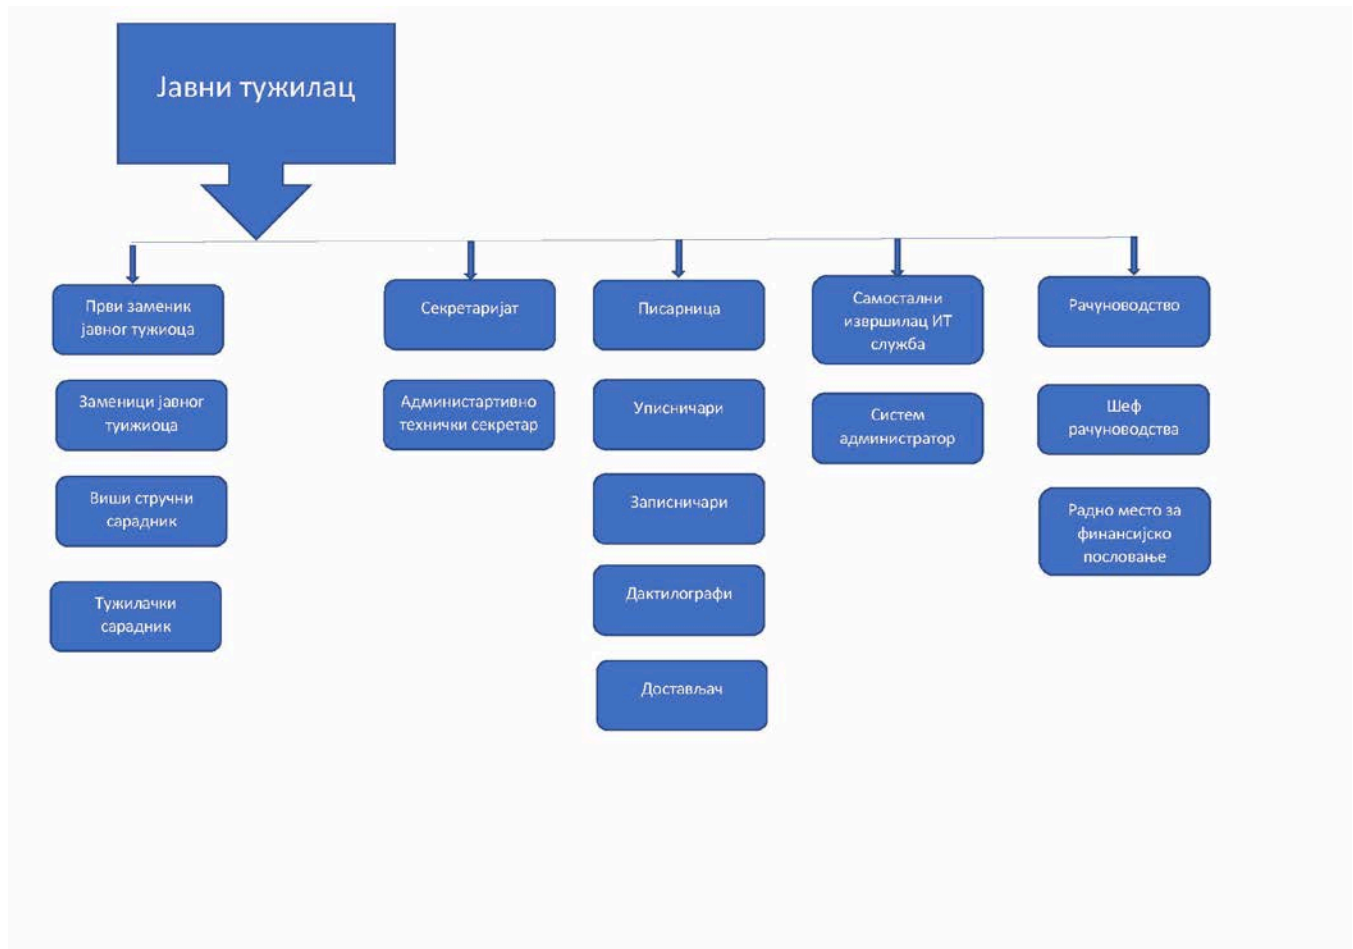 Јавни тужилац
Први заменик
јавног тужиоца
Заменици јавног
туижиоца
Виши стручни
сарадник
Тужилачки
сарадник
Секретаријат
Администартивно
технички секретар
Писарница
Уписничари
Записничари
Дактилографи
Достављач
Самостални
извршилац ИТ
служба
Систем
администратор
Рачуноводство
Шеф
рачуноводства
Радно место за
финансијско
пословање